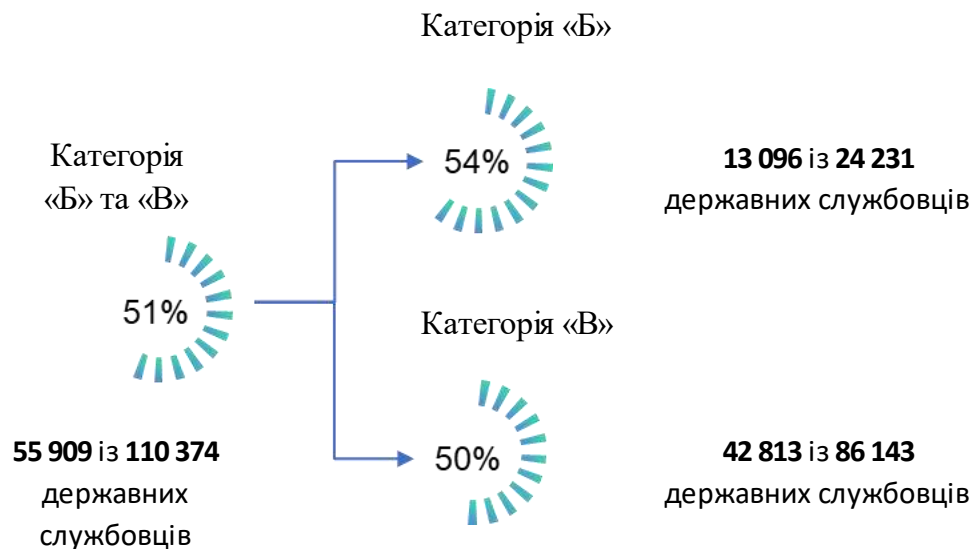 Категорія «Б»
54%
13 096 із 24 231
державних службовців
Категорія
«Б» та «В»
51%
55 909 із 110 374
державних
службовців
Категорія «В»
50%
42 813 із 86 143
державних службовців